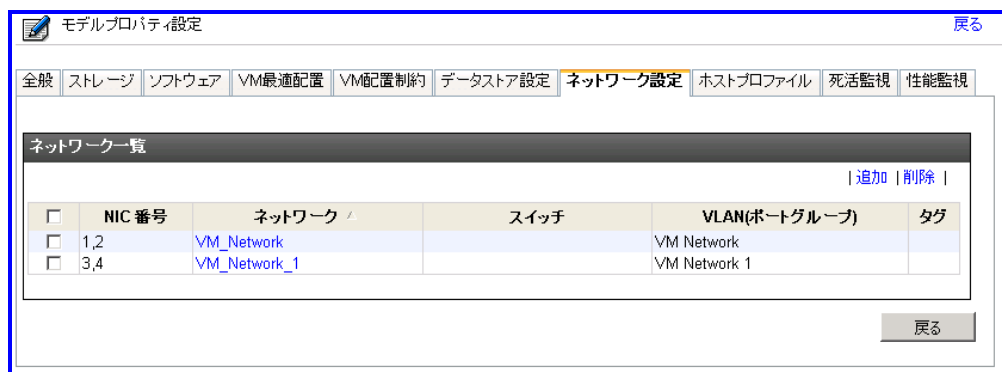 モデルプロパティ設定 戻る
全般 ストレージ ソフトウェア VM最適配置 VM配置制約 データストア設定 ネットワーク設定 ホストプロファイル 死活監視 性能監視
ネットワーク一覧
| 追加 | 削除 |
NIC 番号 ネットワーク スイッチ VLAN(ポートグループ) タグ
1,2 VM_Network VM Network
3,4 VM_Network_1 VM Network 1
戻る